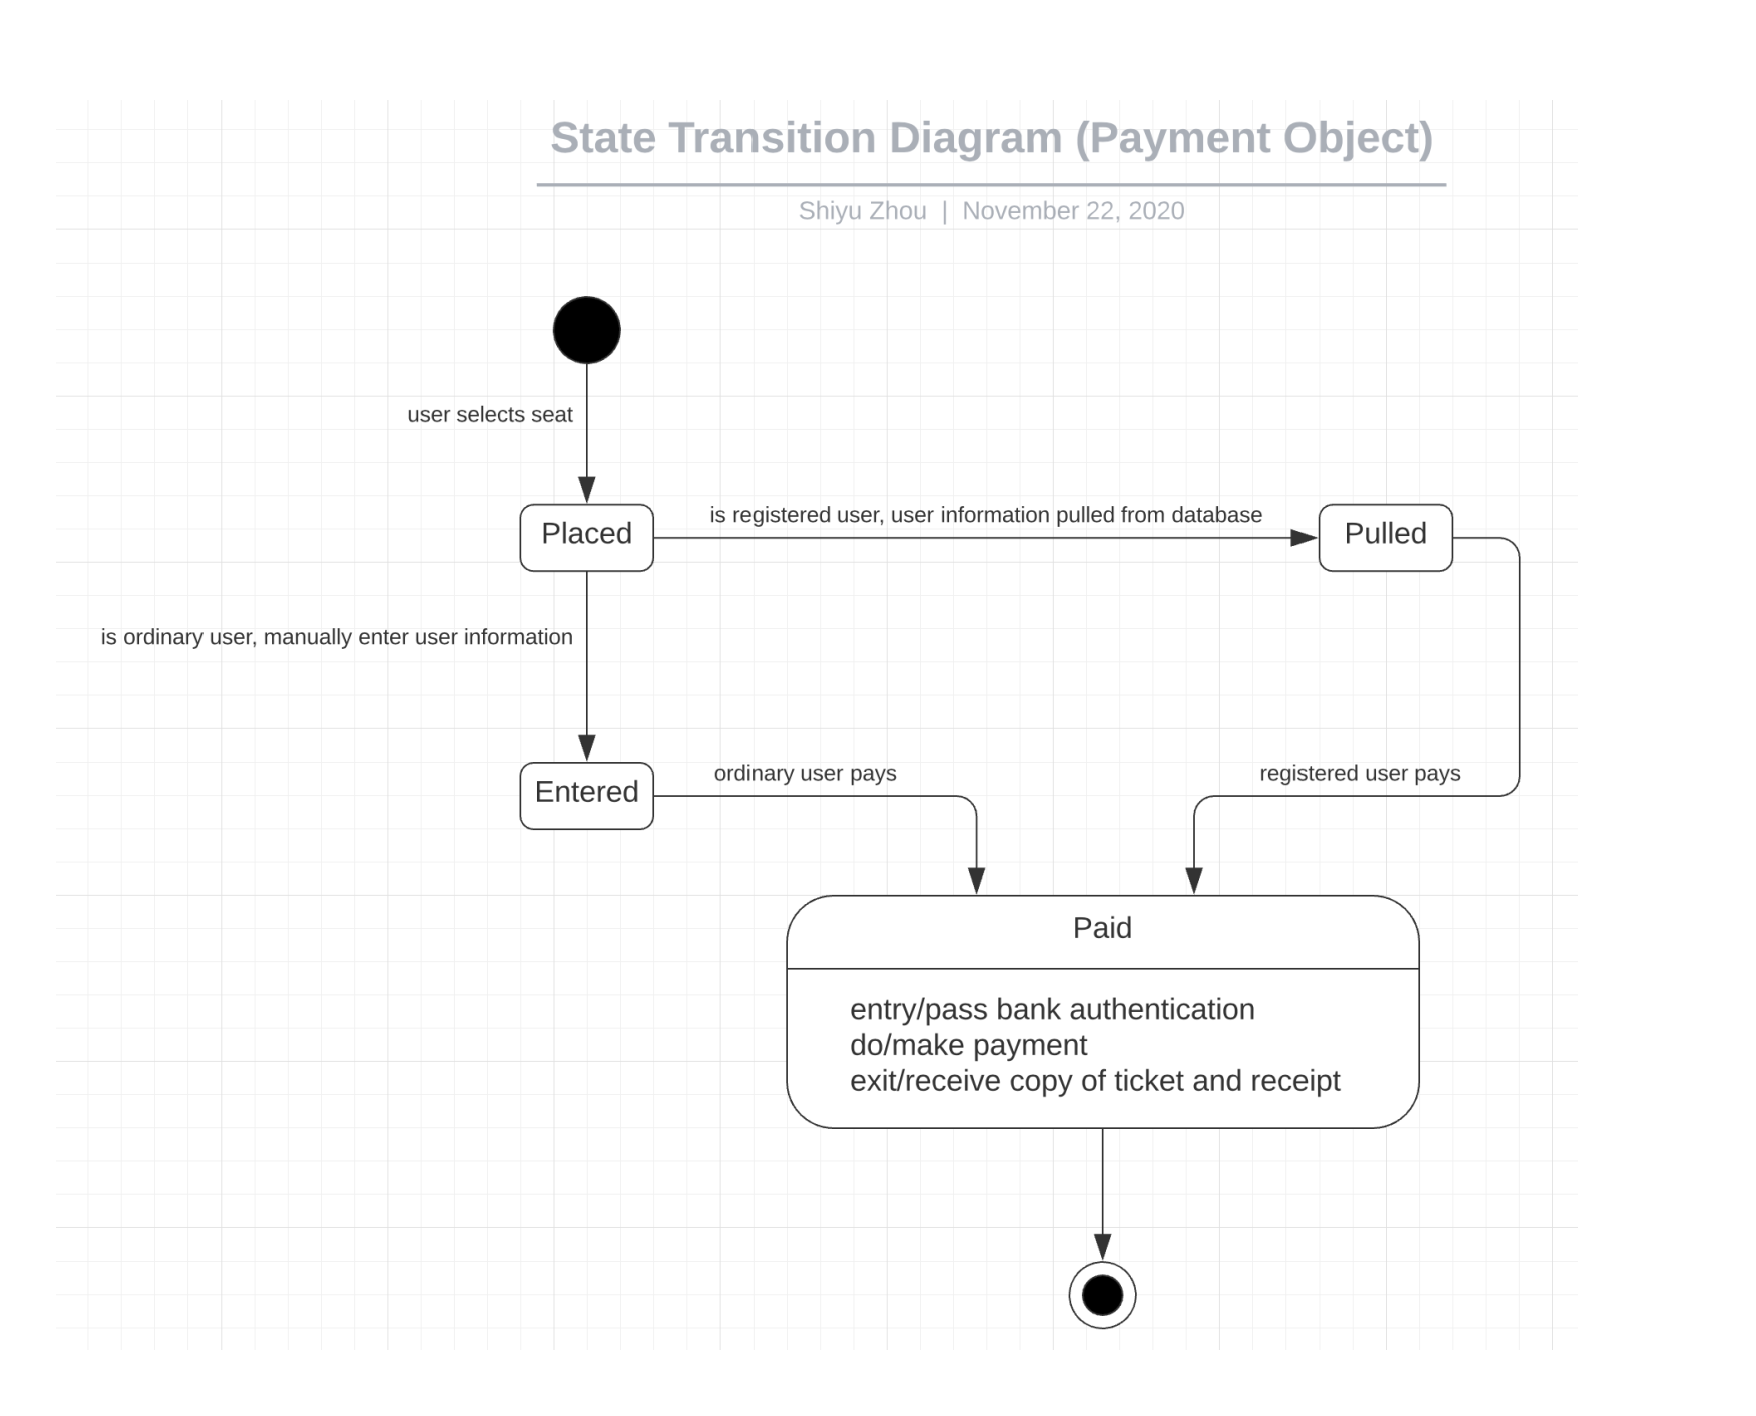 State Transition Diagram (Payment Object)
Shiyu Zhou | November 22, 2020
user selects seat
Placed
is registered user, user information pulled from database
Pulled
is ordinary user, manually enter user information
Entered
ordinary user pays
registered user pays
Paid
entry/pass bank authentication
do/make payment
exit/receive copy of ticket and receipt